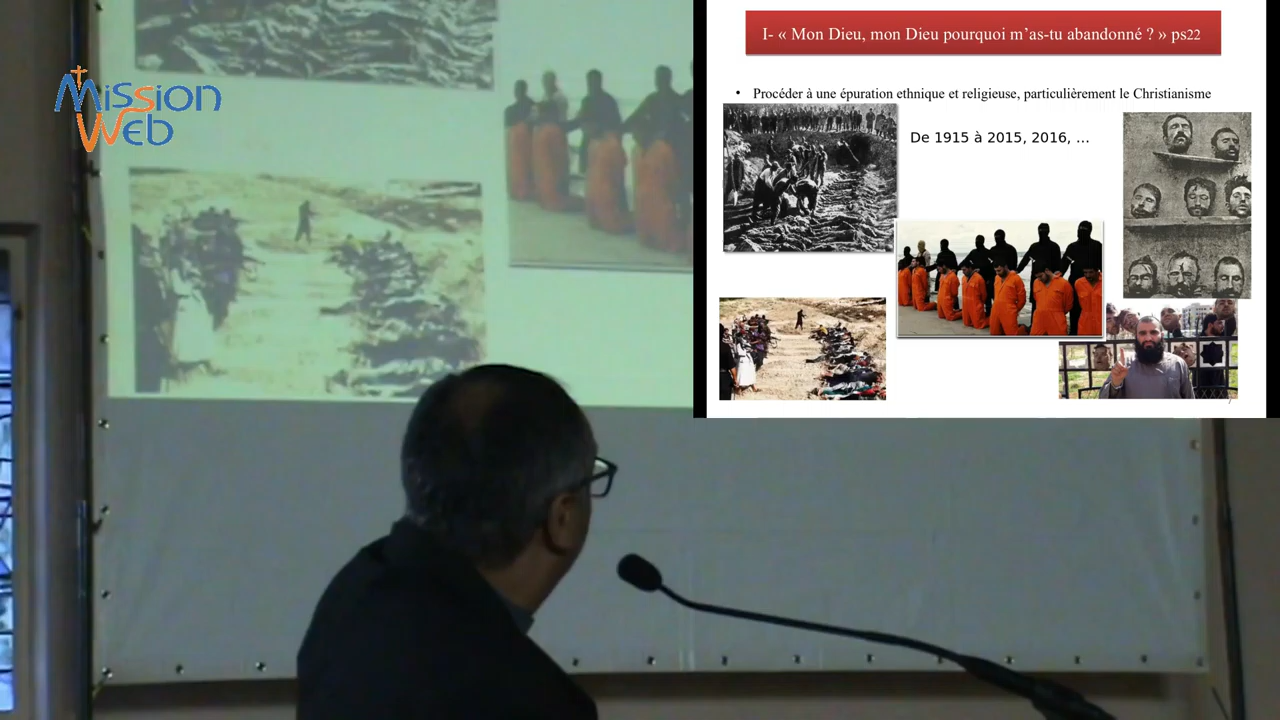 Mission
Web
I- « Mon Dieu, mon Dieu pourquoi m’as-tu abandonné ? » ps22
• Procéder à une épuration ethnique et religieuse, particulièrement le Christianisme
De 1915 à 2015, 2016, ...
7